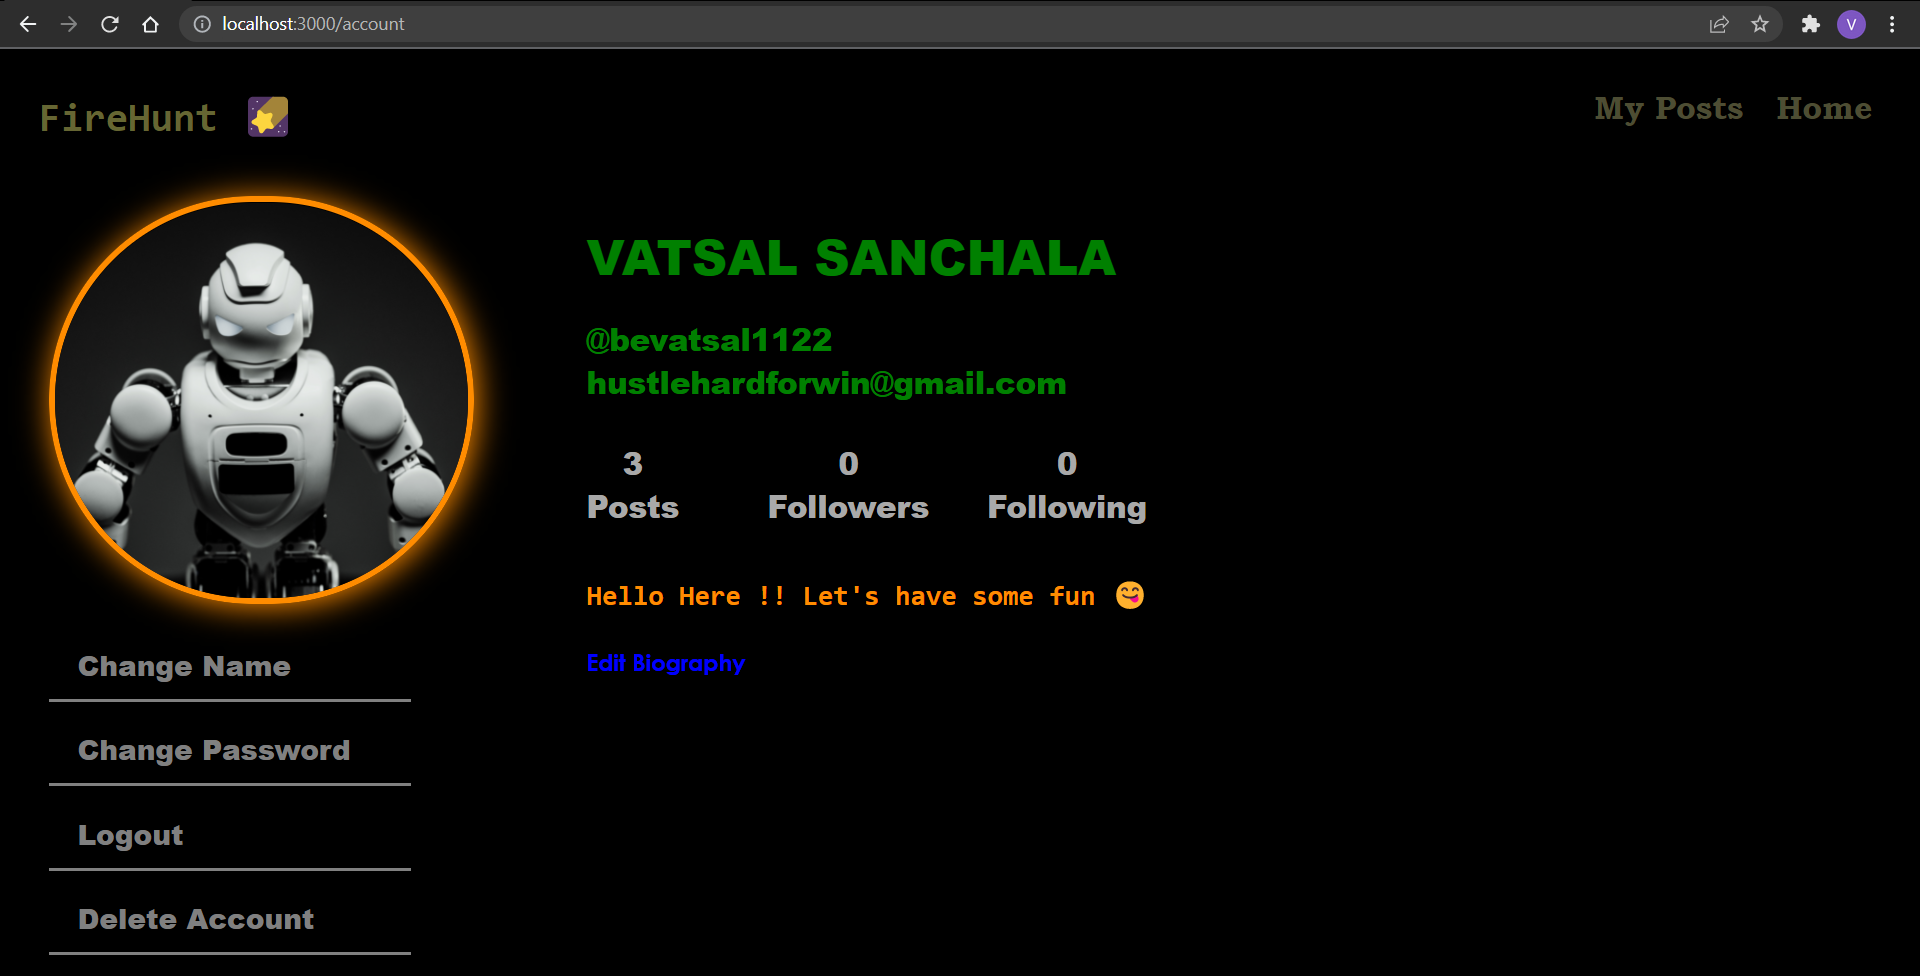 localhost:3000/account
V
FireHunt
My Posts Home
VATSAL SANCHALA
@bevatsal1122
hustlehardforwin@gmail.com
3 0 0
Posts Followers Following
Hello Here !! Let's have some fun 😋
Edit Biography
Change Name
Change Password
Logout
Delete Account